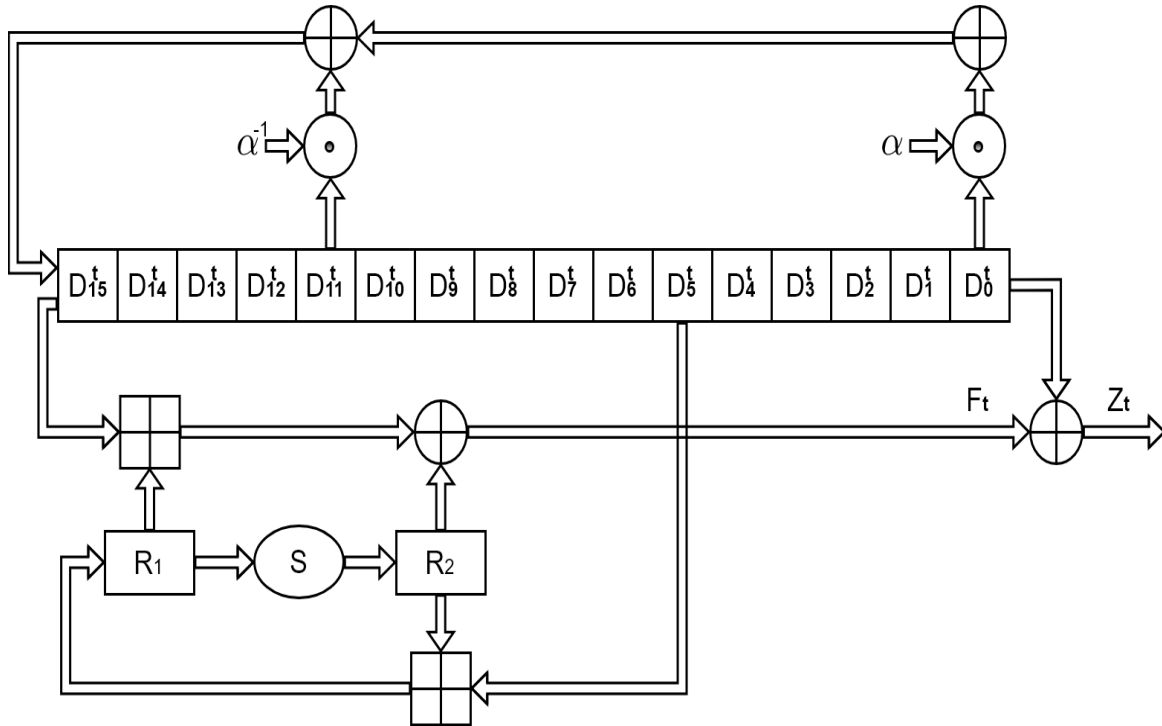 α⁻¹
α
D₁₅ᵗ D₁₄ᵗ D₁₃ᵗ D₁₂ᵗ D₁₁ᵗ D₁₀ᵗ D₉ᵗ D₈ᵗ D₇ᵗ D₆ᵗ D₅ᵗ D₄ᵗ D₃ᵗ D₂ᵗ D₁ᵗ D₀ᵗ
Fₜ
Zₜ
R₁
S
R₂